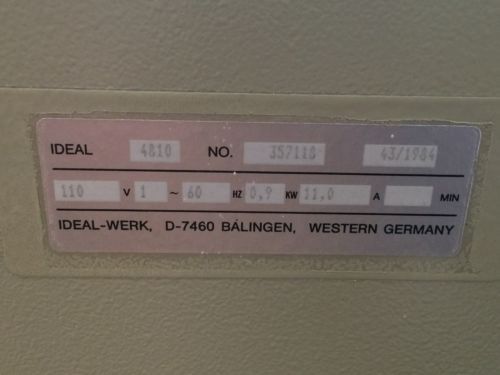 IDEAL 4810 NO. 357118 43/1984
110 V 1 ~ 60 HZ 0,9 KW 11,0 A MIN
IDEAL-WERK, D-7460 BÁLINGEN, WESTERN GERMANY